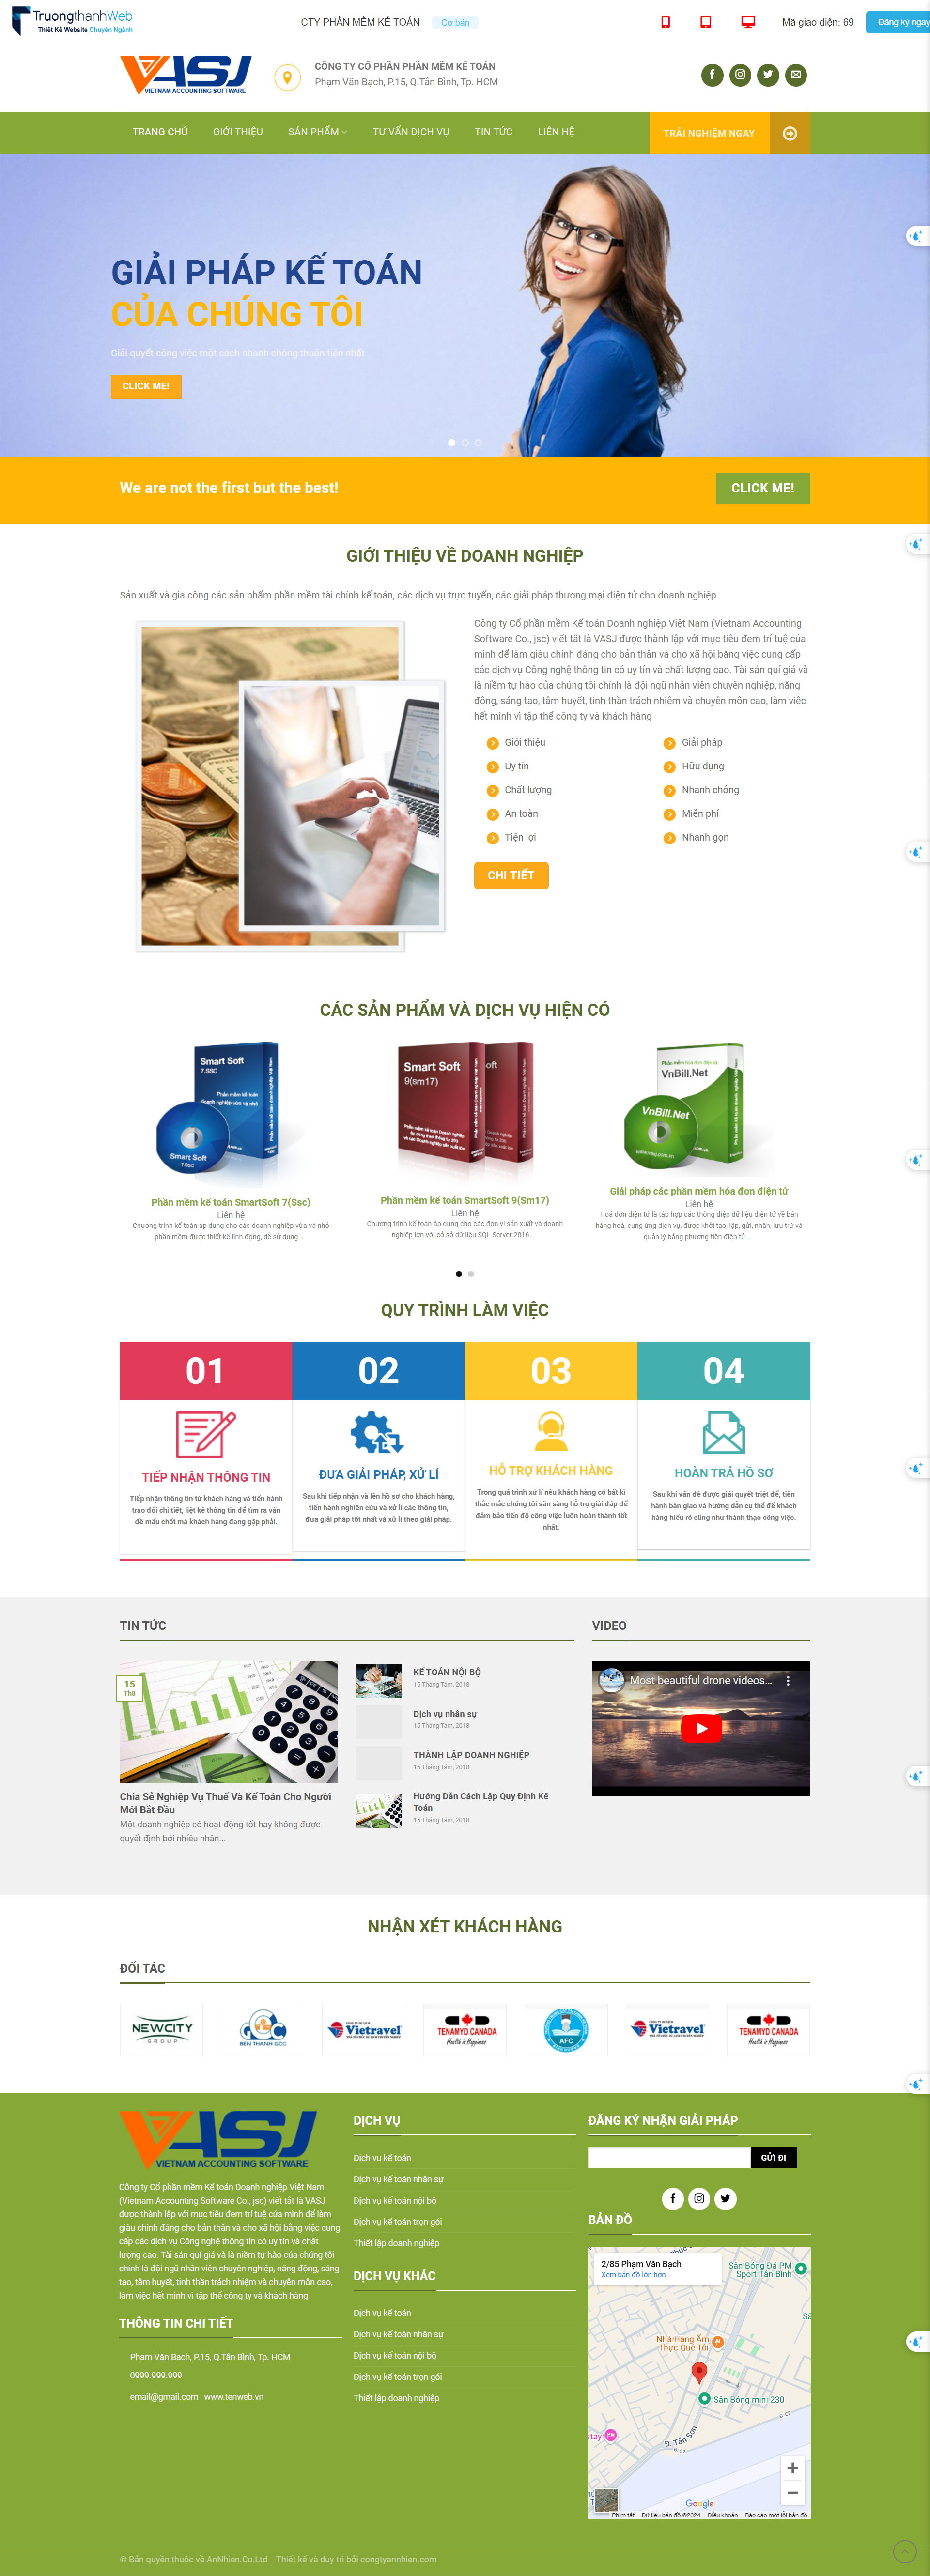 TruongthanhWeb
Thiết Kế Website Chuyên Ngành
CTY PHẦN MỀM KẾ TOÁN
Cơ bản
Mã giao diện: 69
Đăng ký ngay
VASJ
VIETNAM ACCOUNTING SOFTWARE
CÔNG TY CỔ PHẦN PHẦN MỀM KẾ TOÁN
Phạm Văn Bạch, P.15, Q.Tân Bình, Tp. HCM
TRANG CHỦ
GIỚI THIỆU
SẢN PHẨM
TƯ VẤN DỊCH VỤ
TIN TỨC
LIÊN HỆ
TRẢI NGHIỆM NGAY
GIẢI PHÁP KẾ TOÁN
CỦA CHÚNG TÔI
Giải quyết công việc một cách nhanh chóng thuận tiện nhất
CLICK ME!
We are not the first but the best!
CLICK ME!
GIỚI THIỆU VỀ DOANH NGHIỆP
Sản xuất và gia công các sản phẩm phần mềm tài chính kế toán, các dịch vụ trực tuyến, các giải pháp thương mại điện tử cho doanh nghiệp
Công ty Cổ phần mềm Kế toán Doanh nghiệp Việt Nam (Vietnam Accounting
Software Co., jsc) viết tắt là VASJ được thành lập với mục tiêu đem trí tuệ của
mình để làm giàu chính đáng cho bản thân và cho xã hội bằng việc cung cấp
các dịch vụ Công nghệ thông tin có uy tín và chất lượng cao. Tài sản quí giá và
là niềm tự hào của chúng tôi chính là đội ngũ nhân viên chuyên nghiệp, năng
động, sáng tạo, tâm huyết, tinh thần trách nhiệm và chuyên môn cao, làm việc
hết mình vì tập thể công ty và khách hàng
Giới thiệu
Uy tín
Chất lượng
An toàn
Tiện lợi
Giải pháp
Hữu dụng
Nhanh chóng
Miễn phí
Nhanh gọn
CHI TIẾT
CÁC SẢN PHẨM VÀ DỊCH VỤ HIỆN CÓ
Smart Soft
7.SSC
Phần mềm kế toán
doanh nghiệp vừa và nhỏ
Smart Soft
7.SSC
Smart Soft
9(sm17)
VnBill.Net
VnBill.Net
Phần mềm kế toán SmartSoft 7(Ssc)
Liên hệ
Chương trình kế toán áp dung cho các doanh nghiệp vừa và nhỏ
phần mềm được thiết kế linh động, dễ sử dụng...
Phần mềm kế toán SmartSoft 9(Sm17)
Liên hệ
Chương trình kế toán áp dung cho các đơn vị sản xuất và doanh
nghiệp lớn với.cở sở dữ liệu SQL Server 2016...
Giải pháp các phần mềm hóa đơn điện tử
Liên hệ
Hoá đơn điện tử là tập hợp các thông điệp dữ liệu điện tử về bán
hàng hoá, cung ứng dịch vụ, được khởi tạo, lập, gửi, nhận, lưu trữ và
quản lý bằng phương tiện điện tử...
QUY TRÌNH LÀM VIỆC
01
TIẾP NHẬN THÔNG TIN
Tiếp nhận thông tin từ khách hàng và tiến hành
trao đổi chi tiết, liệt kê thông tin để tìm ra vấn
đề mấu chốt mà khách hàng đang gặp phải.
02
ĐƯA GIẢI PHÁP, XỬ LÍ
Sau khi tiếp nhận và lên hồ sơ cho khách hàng,
tiến hành nghiên cứu và xử lí các thông tin,
đưa giải pháp tốt nhất và xử lí theo giải pháp.
03
HỖ TRỢ KHÁCH HÀNG
Trong quá trình xử lí nếu khách hàng có bất kì
thắc mắc chúng tôi sãn sàng hỗ trợ giải đáp để
đảm bảo tiến độ công việc luôn hoàn thành tốt
nhất.
04
HOÀN TRẢ HỒ SƠ
Sau khi vấn đề được giải quyết triệt để, tiến
hành bàn giao và hướng dẫn cụ thể để khách
hàng hiểu rõ cũng như thành thạo công việc.
TIN TỨC
15
Th8
Chia Sẻ Nghiệp Vụ Thuế Và Kế Toán Cho Người
Mới Bắt Đầu
Một doanh nghiệp có hoạt động tốt hay không được
quyết định bởi nhiều nhân...
KẾ TOÁN NỘI BỘ
15 Tháng Tám, 2018
Dịch vụ nhân sự
15 Tháng Tám, 2018
THÀNH LẬP DOANH NGHIỆP
15 Tháng Tám, 2018
Hướng Dẫn Cách Lập Quy Định Kế
Toán
15 Tháng Tám, 2018
VIDEO
Most beautiful drone videos...
NHẬN XÉT KHÁCH HÀNG
ĐỐI TÁC
NEWCITY
GROUP
BEN THANH GCC
Vietravel
TENAMYD CANADA
Health is Happiness
AFC
Vietravel
TENAMYD CANADA
Health is Happiness
VASJ
Công ty Cổ phần mềm Kế toán Doanh nghiệp Việt Nam
(Vietnam Accounting Software Co., jsc) viết tắt là VASJ
được thành lập với mục tiêu đem trí tuệ của mình để làm
giàu chính đáng cho bản thân và cho xã hội bằng việc cung
cấp các dịch vụ Công nghệ thông tin có uy tín và chất
lượng cao. Tài sản quí giá và là niềm tự hào của chúng tôi
chính là đội ngũ nhân viên chuyên nghiệp, năng động, sáng
tạo, tâm huyết, tinh thần trách nhiệm và chuyên môn cao,
làm việc hết mình vì tập thể công ty và khách hàng
THÔNG TIN CHI TIẾT
Phạm Văn Bạch, P.15, Q.Tân Bình, Tp. HCM
0999.999.999
email@gmail.com www.tenweb.vn
DỊCH VỤ
Dịch vụ kế toán
Dịch vụ kế toán nhân sự
Dịch vụ kế toán nội bộ
Dịch vụ kế toán trọn gói
Thiết lập doanh nghiệp
DỊCH VỤ KHÁC
Dịch vụ kế toán
Dịch vụ kế toán nhân sự
Dịch vụ kế toán nội bộ
Dịch vụ kế toán trọn gói
Thiết lập doanh nghiệp
ĐĂNG KÝ NHẬN GIẢI PHÁP
GỬI ĐI
BẢN ĐỒ
2/85 Phạm Văn Bạch
Xem bản đồ lớn hơn
Sân Bóng Đá PM
Sport Tân Bình
Nhà Hàng Ẩm
Thực Quê Tôi
Sân Bóng mini 230
Đ. Tân Sơn
Google
Phím tắt
Dữ liệu bản đồ ©2024
Điều khoản
Báo cáo một lỗi bản đồ
© Bản quyền thuộc về AnNhien.Co.Ltd | Thiết kế và duy trì bởi congtyannhien.com